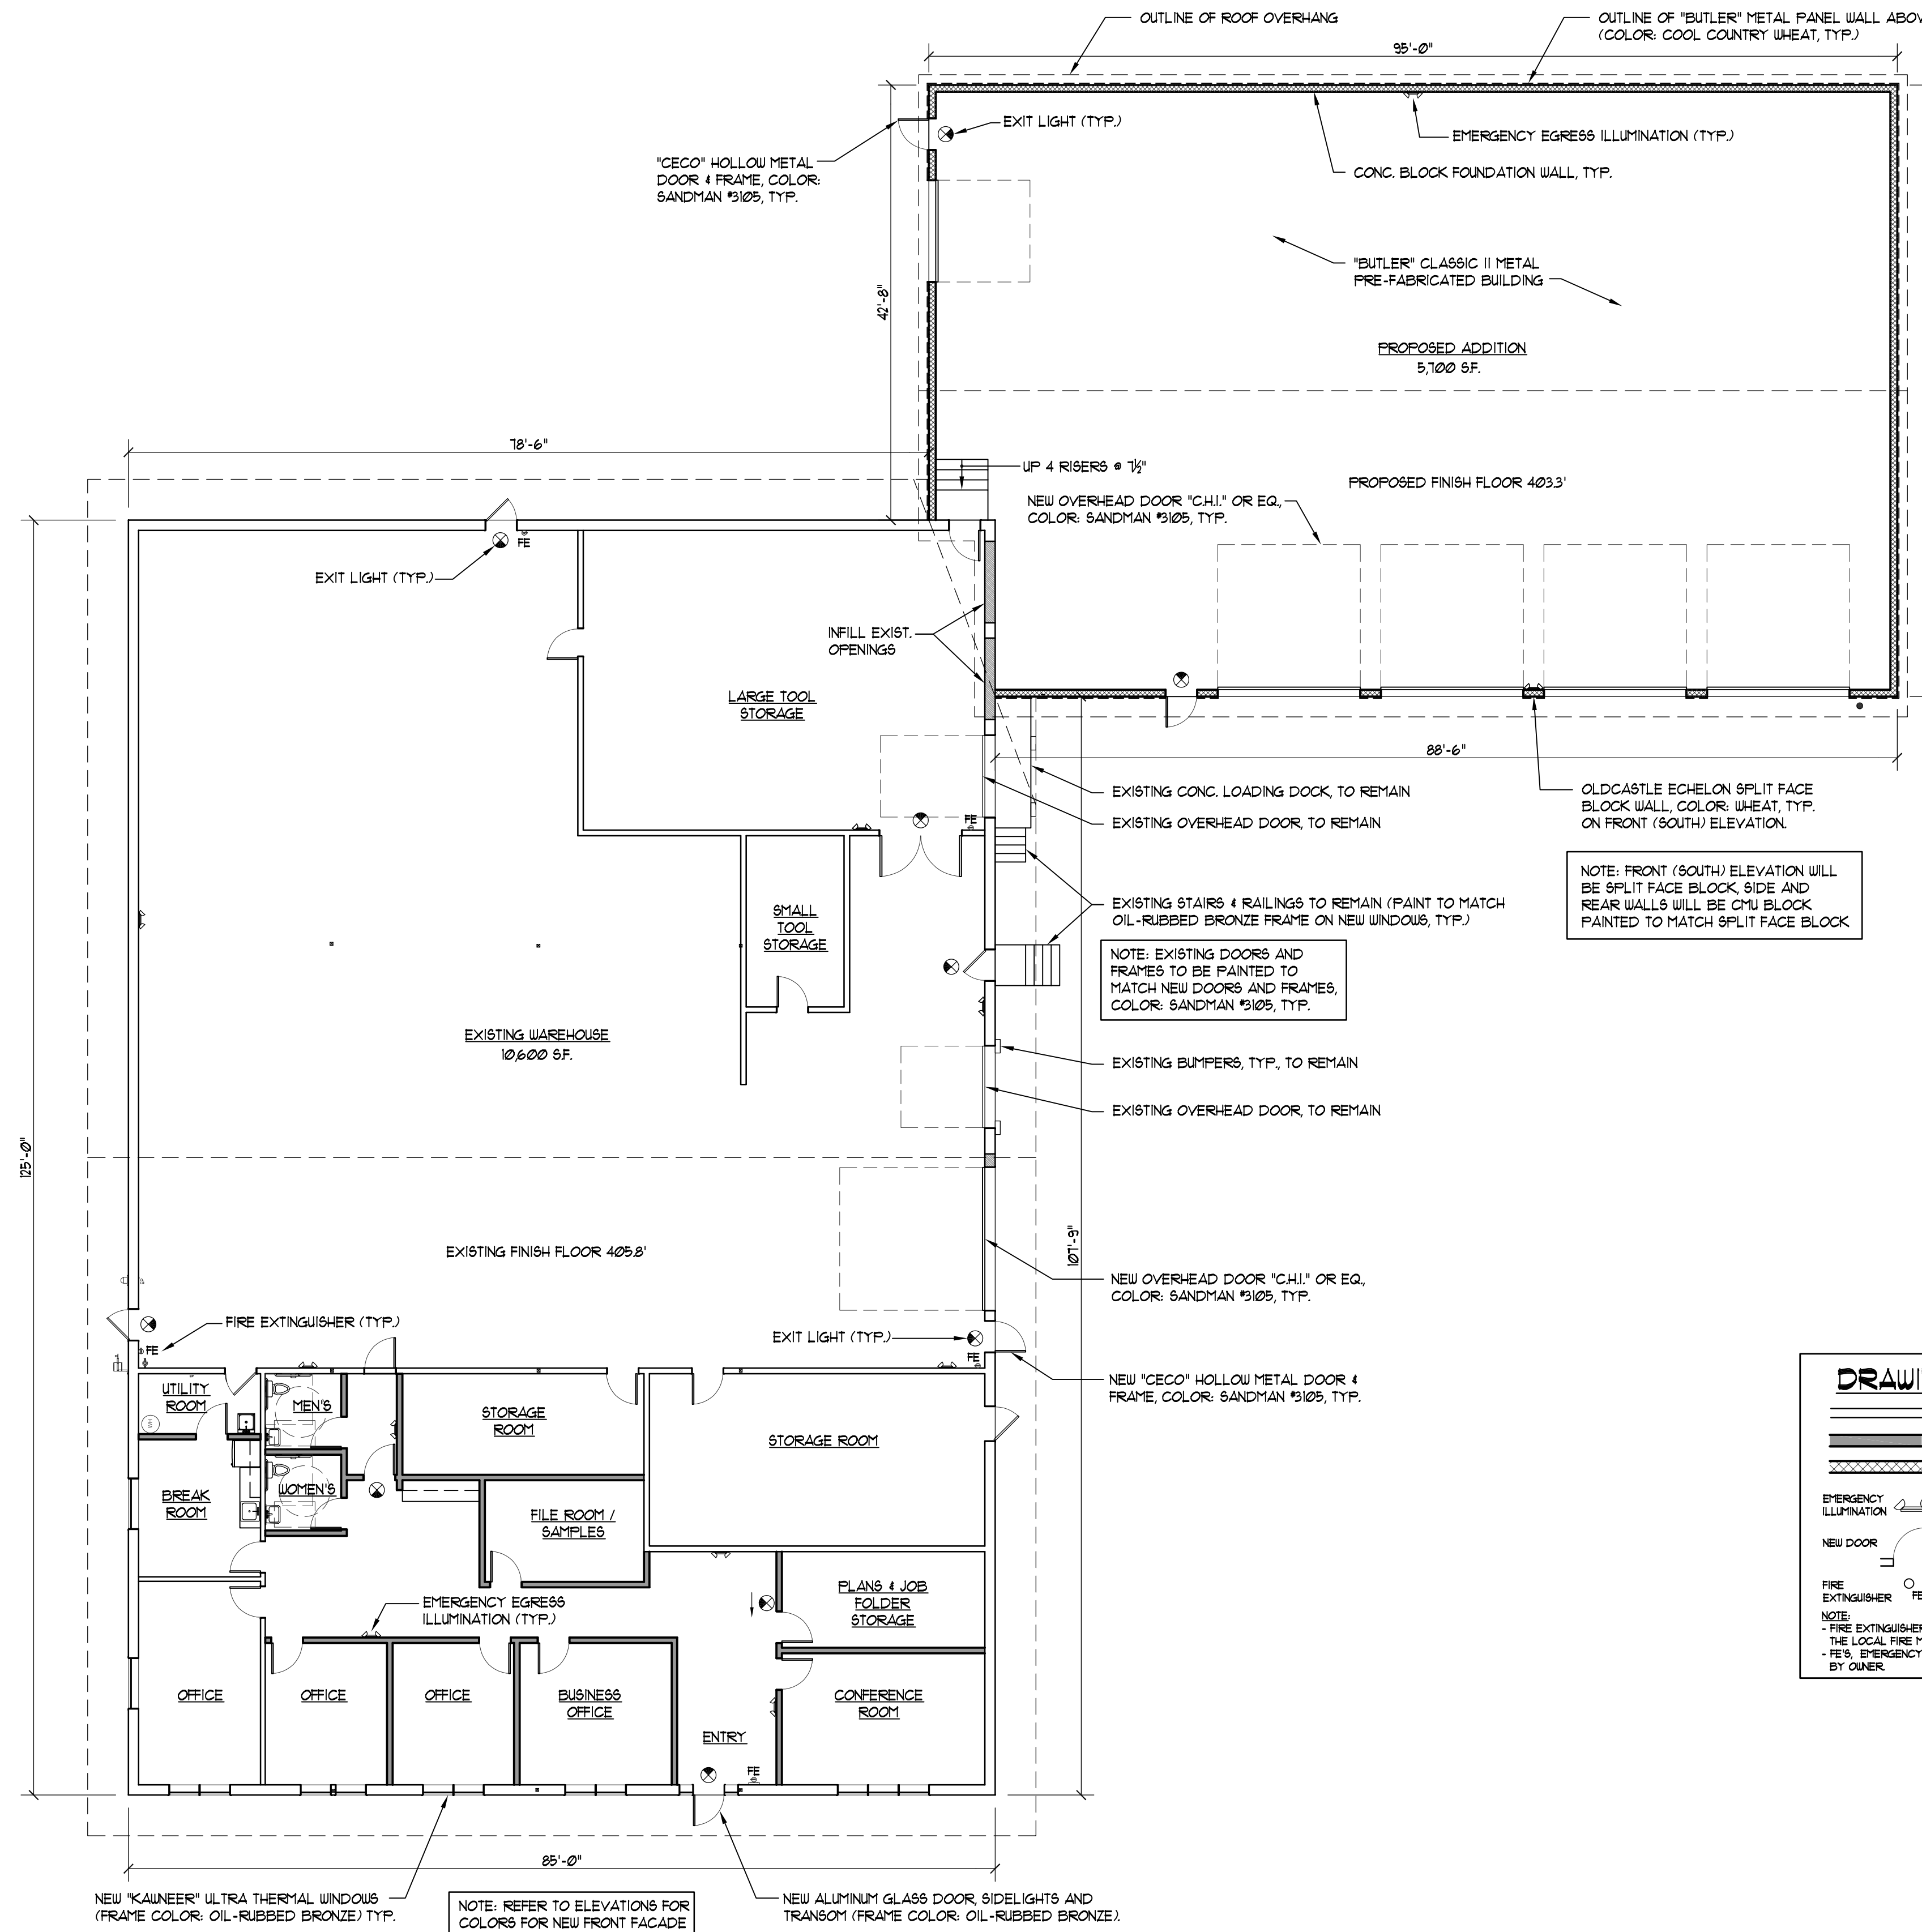 OUTLINE OF ROOF OVERHANG
OUTLINE OF "BUTLER" METAL PANEL WALL ABOV
(COLOR: COOL COUNTRY WHEAT, TYP.)
95'-0"
EXIT LIGHT (TYP.)
EMERGENCY EGRESS ILLUMINATION (TYP.)
"CECO" HOLLOW METAL
DOOR & FRAME, COLOR:
SANDMAN #3105, TYP.
CONC. BLOCK FOUNDATION WALL, TYP.
42'-8"
"BUTLER" CLASSIC II METAL
PRE-FABRICATED BUILDING
PROPOSED ADDITION
5,700 S.F.
78'-6"
UP 4 RISERS @ 7½"
PROPOSED FINISH FLOOR 403.3'
NEW OVERHEAD DOOR "C.H.I." OR EQ.,
COLOR: SANDMAN #3105, TYP.
FE
EXIT LIGHT (TYP.)
INFILL EXIST.
OPENINGS
LARGE TOOL
STORAGE
88'-6"
EXISTING CONC. LOADING DOCK, TO REMAIN
OLDCASTLE ECHELON SPLIT FACE
BLOCK WALL, COLOR: WHEAT, TYP.
ON FRONT (SOUTH) ELEVATION.
EXISTING OVERHEAD DOOR, TO REMAIN
FE
NOTE: FRONT (SOUTH) ELEVATION WILL
BE SPLIT FACE BLOCK, SIDE AND
REAR WALLS WILL BE CMU BLOCK
PAINTED TO MATCH SPLIT FACE BLOCK
SMALL
TOOL
STORAGE
EXISTING STAIRS & RAILINGS TO REMAIN (PAINT TO MATCH
OIL-RUBBED BRONZE FRAME ON NEW WINDOWS, TYP.)
NOTE: EXISTING DOORS AND
FRAMES TO BE PAINTED TO
MATCH NEW DOORS AND FRAMES,
COLOR: SANDMAN #3105, TYP.
EXISTING WAREHOUSE
10,600 S.F.
EXISTING BUMPERS, TYP., TO REMAIN
EXISTING OVERHEAD DOOR, TO REMAIN
125'-0"
107'-9"
EXISTING FINISH FLOOR 405.8'
NEW OVERHEAD DOOR "C.H.I." OR EQ.,
COLOR: SANDMAN #3105, TYP.
FIRE EXTINGUISHER (TYP.)
EXIT LIGHT (TYP.)
FE
FE
NEW "CECO" HOLLOW METAL DOOR &
FRAME, COLOR: SANDMAN #3105, TYP.
UTILITY
ROOM
WH
MEN'S
STORAGE
ROOM
STORAGE ROOM
BREAK
ROOM
WOMEN'S
FILE ROOM /
SAMPLES
EMERGENCY EGRESS
ILLUMINATION (TYP.)
PLANS & JOB
FOLDER
STORAGE
OFFICE
OFFICE
OFFICE
BUSINESS
OFFICE
CONFERENCE
ROOM
ENTRY
FE
85'-0"
NEW "KAWNEER" ULTRA THERMAL WINDOWS
(FRAME COLOR: OIL-RUBBED BRONZE) TYP.
NOTE: REFER TO ELEVATIONS FOR
COLORS FOR NEW FRONT FACADE
NEW ALUMINUM GLASS DOOR, SIDELIGHTS AND
TRANSOM (FRAME COLOR: OIL-RUBBED BRONZE).
DRAWI
EMERGENCY
ILLUMINATION
NEW DOOR
FIRE
EXTINGUISHER
FE
NOTE:
- FIRE EXTINGUISHER
THE LOCAL FIRE M
- FE'S, EMERGENCY
BY OWNER.